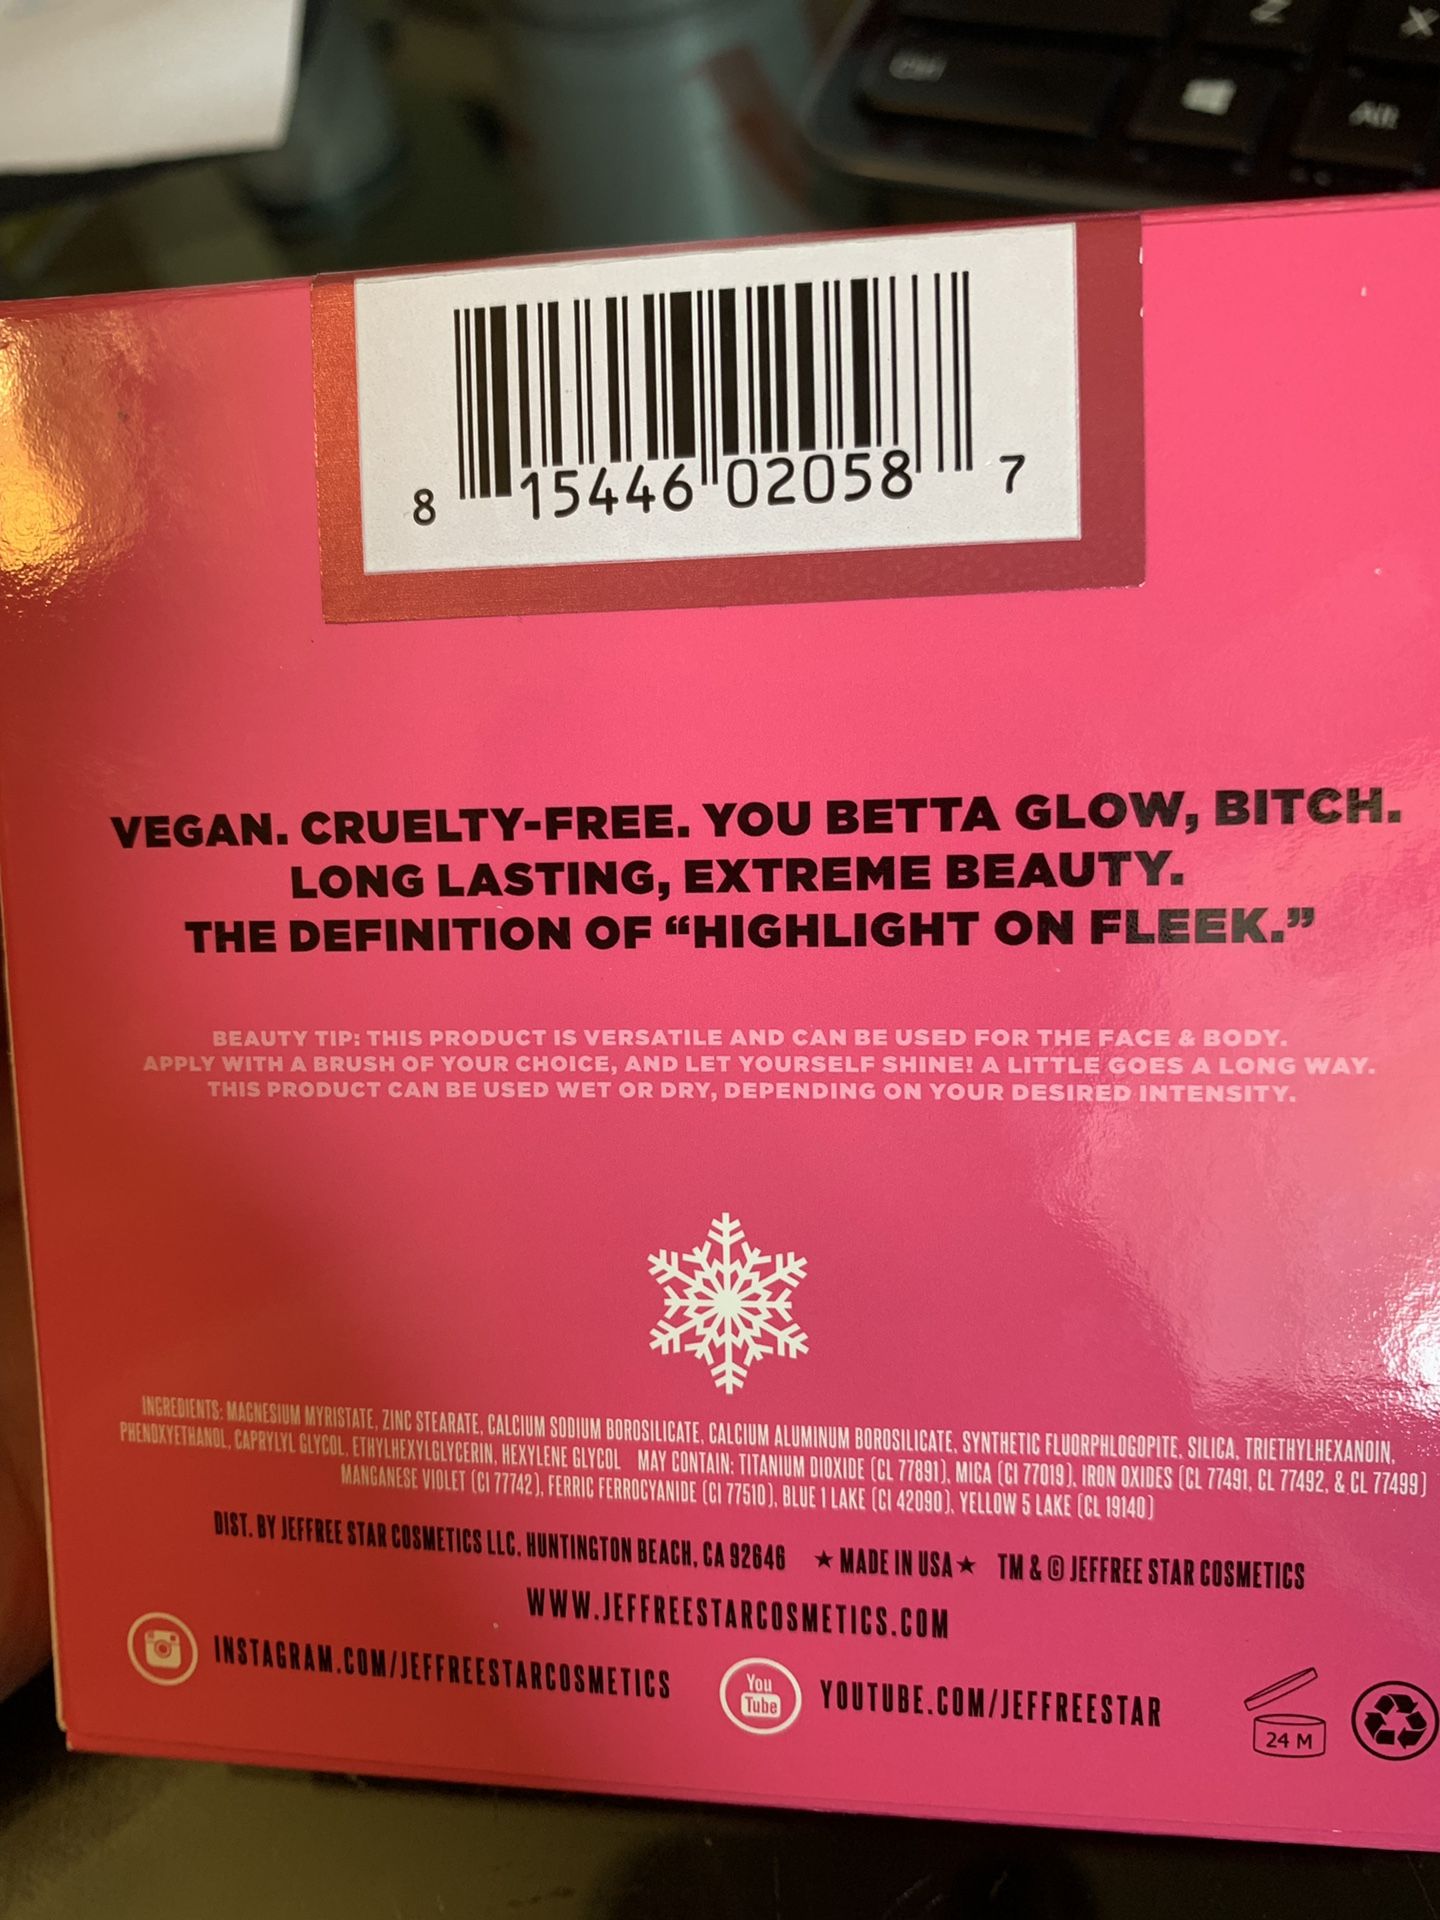 Z X
Ctrl Alt
8 15446 02058 7
VEGAN. CRUELTY-FREE. YOU BETTA GLOW, BITCH.
LONG LASTING, EXTREME BEAUTY.
THE DEFINITION OF “HIGHLIGHT ON FLEEK.”
BEAUTY TIP: THIS PRODUCT IS VERSATILE AND CAN BE USED FOR THE FACE & BODY.
APPLY WITH A BRUSH OF YOUR CHOICE, AND LET YOURSELF SHINE! A LITTLE GOES A LONG WAY.
THIS PRODUCT CAN BE USED WET OR DRY, DEPENDING ON YOUR DESIRED INTENSITY.
INGREDIENTS: MAGNESIUM MYRISTATE, ZINC STEARATE, CALCIUM SODIUM BOROSILICATE, CALCIUM ALUMINUM BOROSILICATE, SYNTHETIC FLUORPHLOGOPITE, SILICA, TRIETHYLHEXANOIN,
PHENOXYETHANOL, CAPRYLYL GLYCOL, ETHYLHEXYLGLYCERIN, HEXYLENE GLYCOL MAY CONTAIN: TITANIUM DIOXIDE (CL 77891), MICA (CI 77019), IRON OXIDES (CL 77491, CL 77492, & CL 77499)
MANGANESE VIOLET (CI 77742), FERRIC FERROCYANIDE (CI 77510), BLUE 1 LAKE (CI 42090), YELLOW 5 LAKE (CL 19140)
DIST. BY JEFFREE STAR COSMETICS LLC. HUNTINGTON BEACH, CA 92646 ★ MADE IN USA ★ TM & © JEFFREE STAR COSMETICS
WWW.JEFFREESTARCOSMETICS.COM
INSTAGRAM.COM/JEFFREESTARCOSMETICS You Tube YOUTUBE.COM/JEFFREESTAR
24 M